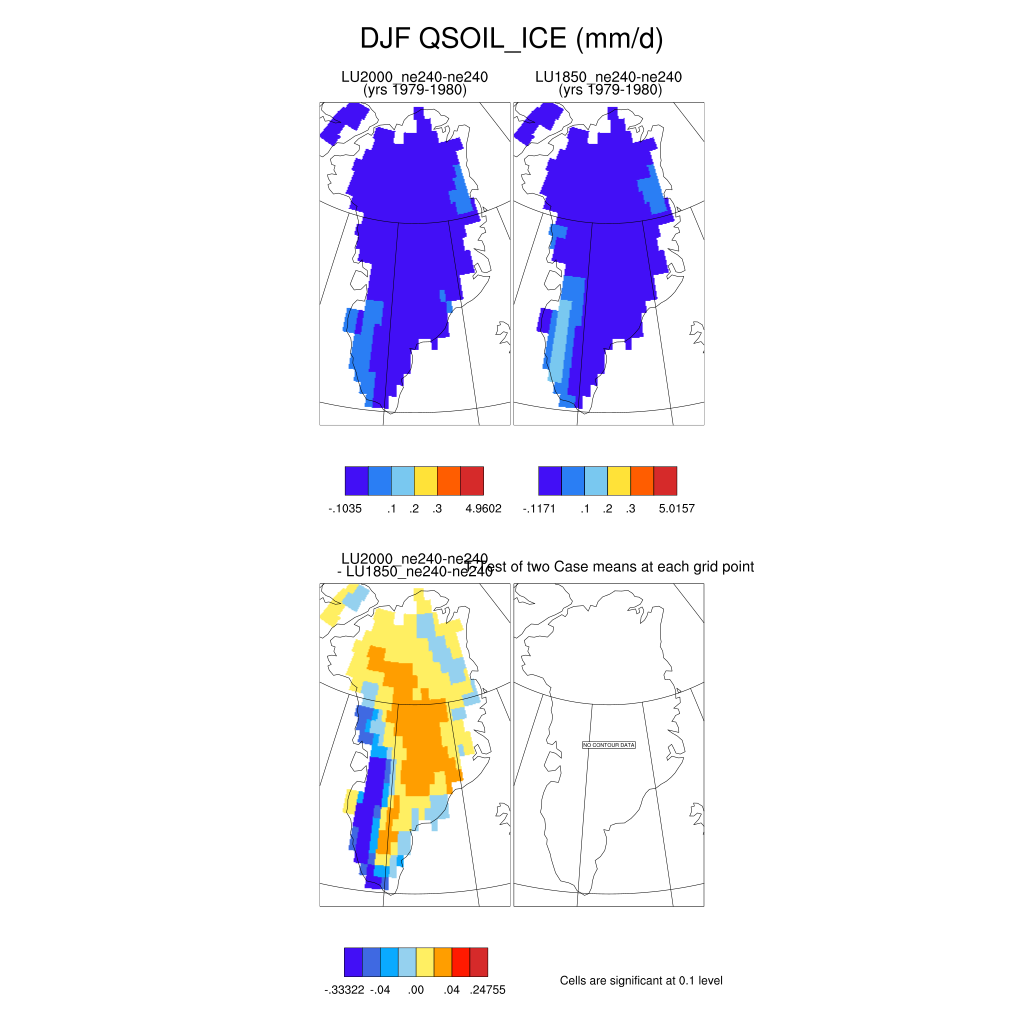 DJF QSOIL_ICE (mm/d)
LU2000_ne240-ne240
(yrs 1979-1980)
LU1850_ne240-ne240
(yrs 1979-1980)
-.1035 .1 .2 .3 4.9602
-.1171 .1 .2 .3 5.0157
LU2000_ne240-ne240
- LU1850_ne240-ne240
T-Test of two Case means at each grid point
NO CONTOUR DATA
-.33322 -.04 .00 .04 .24755
Cells are significant at 0.1 level